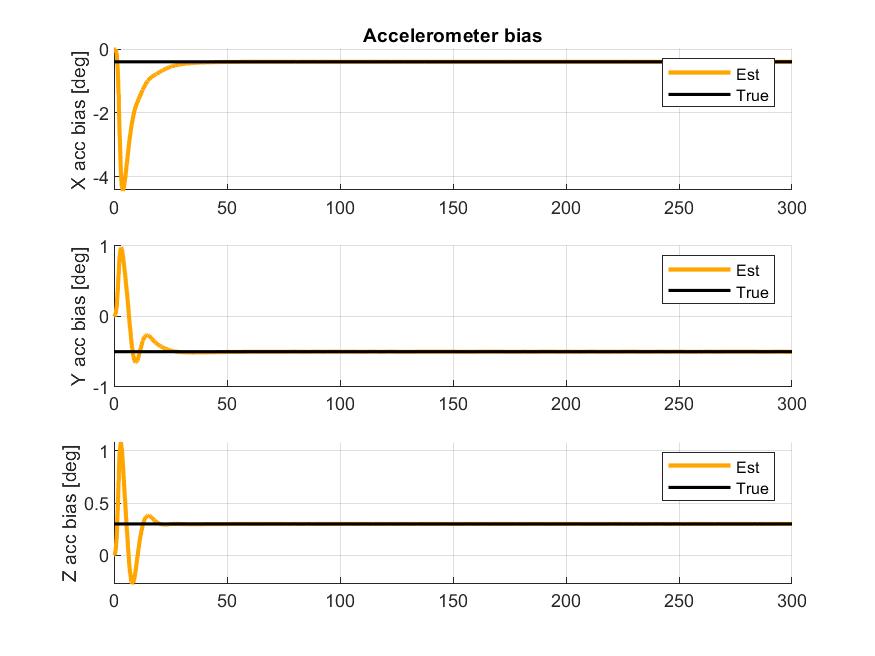 Accelerometer bias
X acc bias [deg]
0
-2
-4
Est
True
0 50 100 150 200 250 300
Y acc bias [deg]
1
0
-1
Est
True
0 50 100 150 200 250 300
Z acc bias [deg]
1
0.5
0
Est
True
0 50 100 150 200 250 300